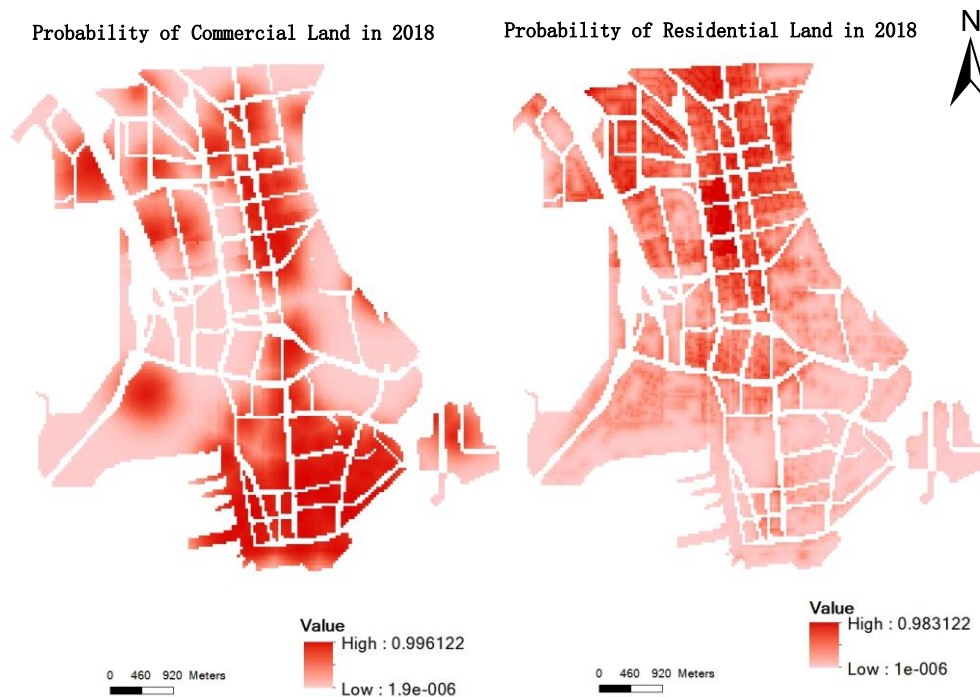 Probability of Commercial Land in 2018
Probability of Residential Land in 2018
N
Value
High : 0.996122
Low : 1.9e-006
0 460 920 Meters
Value
High : 0.983122
Low : 1e-006
0 460 920 Meters